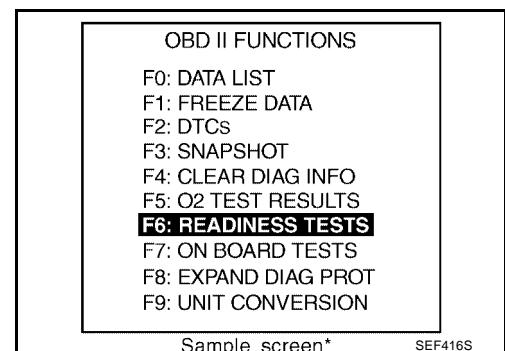 OBD II FUNCTIONS
F0: DATA LIST
F1: FREEZE DATA
F2: DTCs
F3: SNAPSHOT
F4: CLEAR DIAG INFO
F5: O2 TEST RESULTS
F6: READINESS TESTS
F7: ON BOARD TESTS
F8: EXPAND DIAG PROT
F9: UNIT CONVERSION
Sample screen*
SEF416S